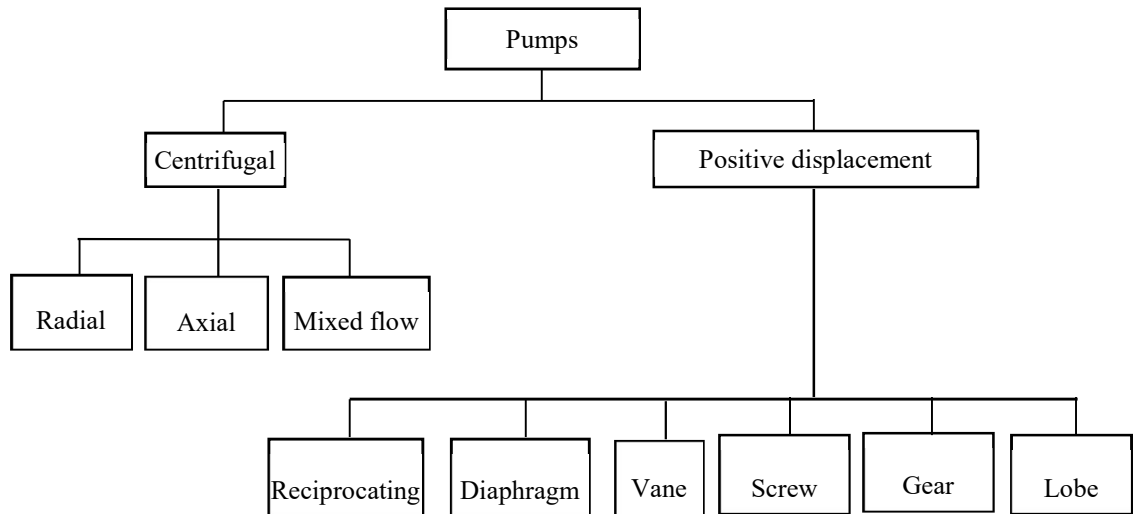 Pumps
Centrifugal
Positive displacement
Radial
Axial
Mixed flow
Reciprocating
Diaphragm
Vane
Screw
Gear
Lobe